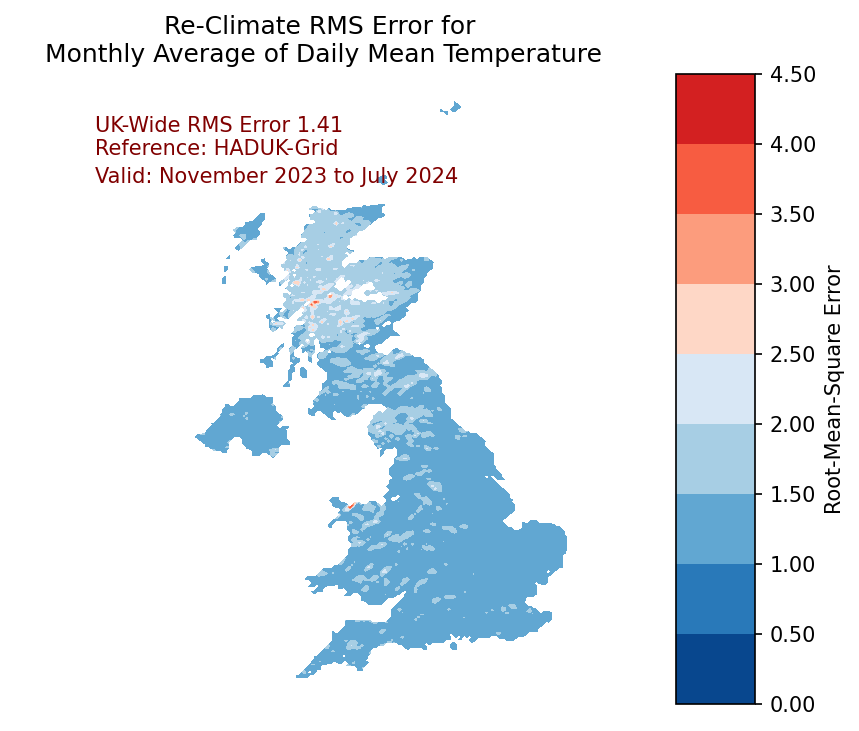 Re-Climate RMS Error for
Monthly Average of Daily Mean Temperature
UK-Wide RMS Error 1.41
Reference: HADUK-Grid
Valid: November 2023 to July 2024
4.50
4.00
3.50
3.00
2.50
2.00
1.50
1.00
0.50
0.00
Root-Mean-Square Error